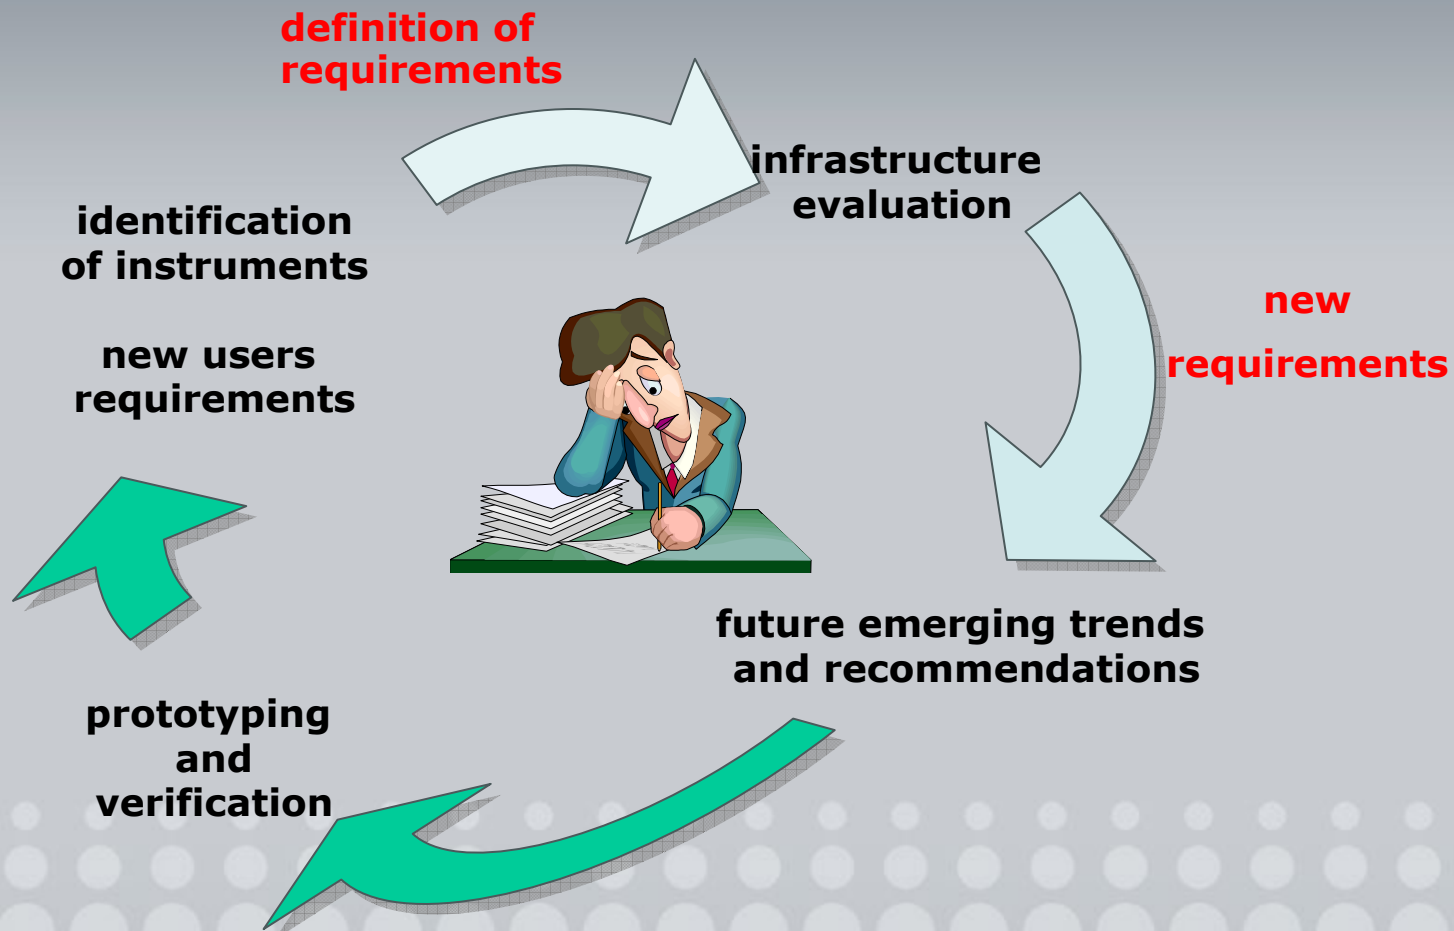 definition of
requirements
infrastructure
evaluation
identification
of instruments
new users
requirements
new
requirements
future emerging trends
and recommendations
prototyping
and
verification